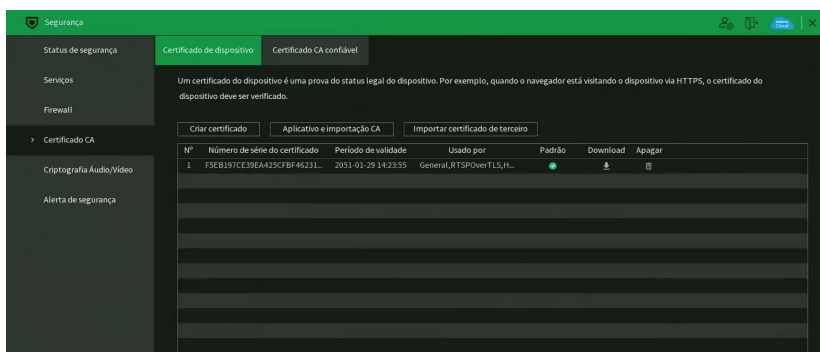 Segurança
Status de segurança
Serviços
Firewall
> Certificado CA
Criptografia Áudio/Vídeo
Alerta de segurança
Certificado de dispositivo Certificado CA confiável
Um certificado do dispositivo é uma prova do status legal do dispositivo. Por exemplo, quando o navegador está visitando o dispositivo via HTTPS, o certificado do
dispositivo deve ser verificado.
Criar certificado Aplicativo e importação CA Importar certificado de terceiro
N° Número de série do certificado Período de validade Usado por Padrão Download Apagar
1 F5EB197CE39EA425CFBF46231... 2051-01-29 14:23:55 General,RTSPOverTLS,H...